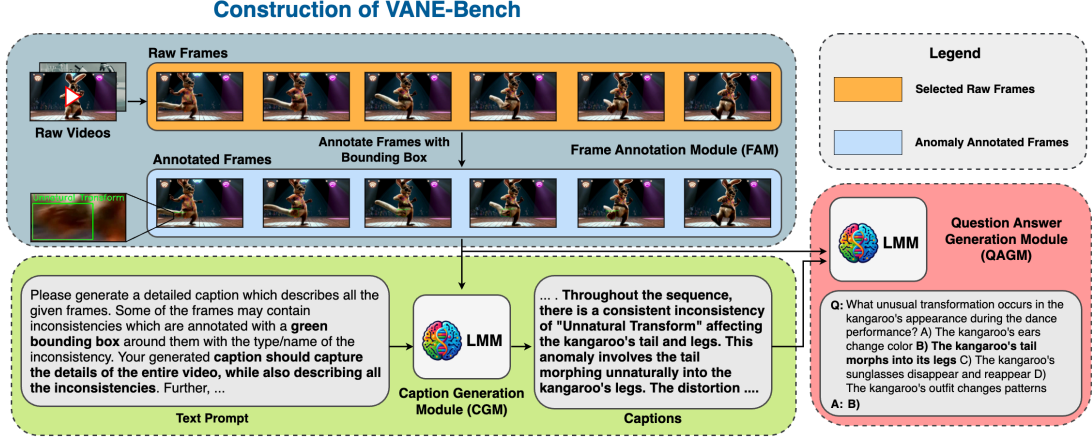 Construction of VANE-Bench
Raw Frames
Raw Videos
Annotate Frames with
Bounding Box
Frame Annotation Module (FAM)
Annotated Frames
Unnatural Transform
Legend
Selected Raw Frames
Anomaly Annotated Frames
Please generate a detailed caption which describes all the
given frames. Some of the frames may contain
inconsistencies which are annotated with a green
bounding box around them with the type/name of the
inconsistency. Your generated caption should capture
the details of the entire video, while also describing all
the inconsistencies. Further, ...
Text Prompt
LMM
Caption Generation
Module (CGM)
... . Throughout the sequence,
there is a consistent inconsistency
of "Unnatural Transform" affecting
the kangaroo's tail and legs. This
anomaly involves the tail
morphing unnaturally into the
kangaroo's legs. The distortion ....
Captions
LMM
Question Answer
Generation Module
(QAGM)
Q: What unusual transformation occurs in the
kangaroo's appearance during the dance
performance? A) The kangaroo's ears
change color B) The kangaroo's tail
morphs into its legs C) The kangaroo's
sunglasses disappear and reappear D)
The kangaroo's outfit changes patterns
A: B)